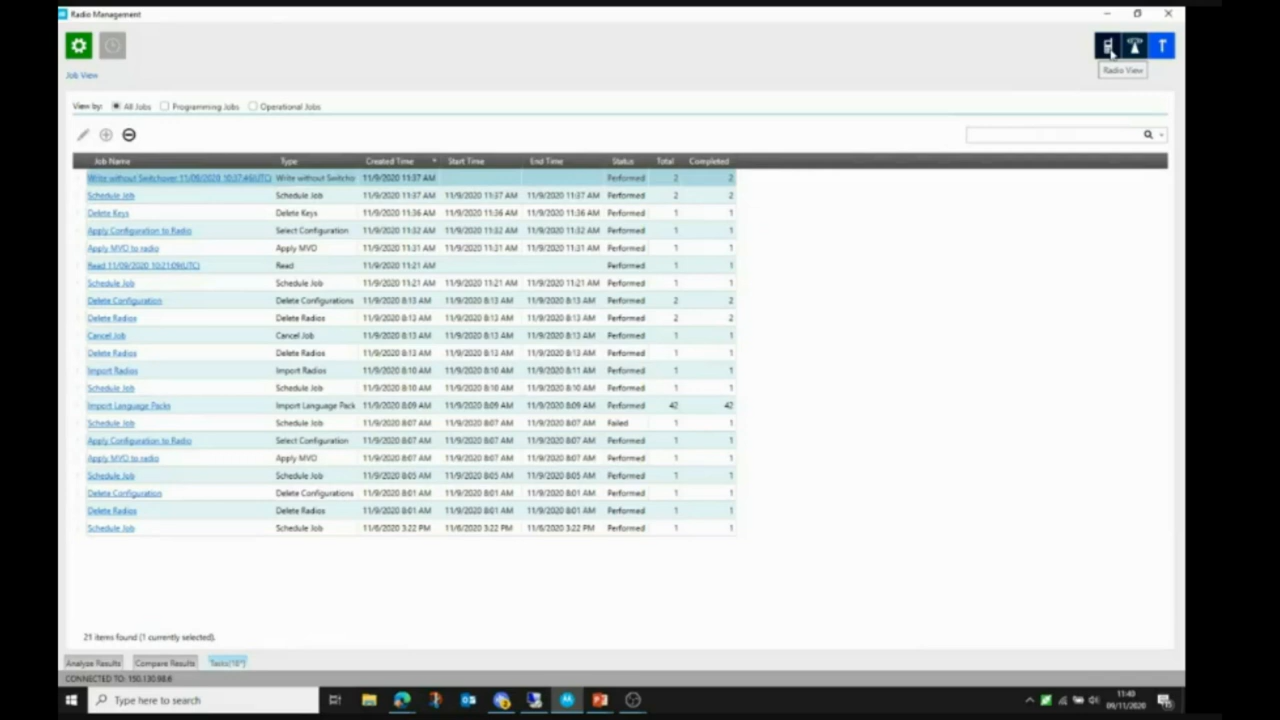 Radio Management
Job View
Radio View
View by: All Jobs Programming Jobs Operational Jobs
Job Name Type Created Time Start Time End Time Status Total Completed
Write without Switchover 11/09/2020 10:37:46(UTC) Write without Switcho 11/9/2020 11:37 AM Performed 2 2
Schedule Job Schedule Job 11/9/2020 11:37 AM 11/9/2020 11:37 AM 11/9/2020 11:37 AM Performed 2 2
Delete Keys Delete Keys 11/9/2020 11:36 AM 11/9/2020 11:36 AM 11/9/2020 11:36 AM Performed 1 1
Apply Configuration to Radio Select Configuration 11/9/2020 11:32 AM 11/9/2020 11:32 AM 11/9/2020 11:32 AM Performed 1 1
Apply MVO to radio Apply MVO 11/9/2020 11:31 AM 11/9/2020 11:31 AM 11/9/2020 11:31 AM Performed 1 1
Read 11/09/2020 10:21:09(UTC) Read 11/9/2020 11:21 AM Performed 1 1
Schedule Job Schedule Job 11/9/2020 11:21 AM 11/9/2020 11:21 AM 11/9/2020 11:21 AM Performed 1 1
Delete Configuration Delete Configurations 11/9/2020 8:13 AM 11/9/2020 8:13 AM 11/9/2020 8:13 AM Performed 2 2
Delete Radios Delete Radios 11/9/2020 8:13 AM 11/9/2020 8:13 AM 11/9/2020 8:13 AM Performed 2 2
Cancel Job Cancel Job 11/9/2020 8:13 AM 11/9/2020 8:13 AM 11/9/2020 8:13 AM Performed 1 1
Delete Radios Delete Radios 11/9/2020 8:13 AM 11/9/2020 8:13 AM 11/9/2020 8:13 AM Performed 1 1
Import Radios Import Radios 11/9/2020 8:10 AM 11/9/2020 8:10 AM 11/9/2020 8:11 AM Performed 1 1
Schedule Job Schedule Job 11/9/2020 8:10 AM 11/9/2020 8:10 AM 11/9/2020 8:10 AM Performed 1 1
Import Language Packs Import Language Pack 11/9/2020 8:09 AM 11/9/2020 8:09 AM 11/9/2020 8:09 AM Performed 42 42
Schedule Job Schedule Job 11/9/2020 8:07 AM 11/9/2020 8:07 AM 11/9/2020 8:07 AM Failed 1 1
Apply Configuration to Radio Select Configuration 11/9/2020 8:07 AM 11/9/2020 8:07 AM 11/9/2020 8:07 AM Performed 1 1
Apply MVO to radio Apply MVO 11/9/2020 8:07 AM 11/9/2020 8:07 AM 11/9/2020 8:07 AM Performed 1 1
Schedule Job Schedule Job 11/9/2020 8:05 AM 11/9/2020 8:05 AM 11/9/2020 8:05 AM Performed 1 1
Delete Configuration Delete Configurations 11/9/2020 8:01 AM 11/9/2020 8:01 AM 11/9/2020 8:01 AM Performed 1 1
Delete Radios Delete Radios 11/9/2020 8:01 AM 11/9/2020 8:01 AM 11/9/2020 8:01 AM Performed 1 1
Schedule Job Schedule Job 11/6/2020 3:22 PM 11/6/2020 3:22 PM 11/6/2020 3:22 PM Performed 1 1
21 items found (1 currently selected).
Analyze Results Compare Results
CONNECTED TO: 150.130.98.6
Type here to search
11:40
09/11/2020